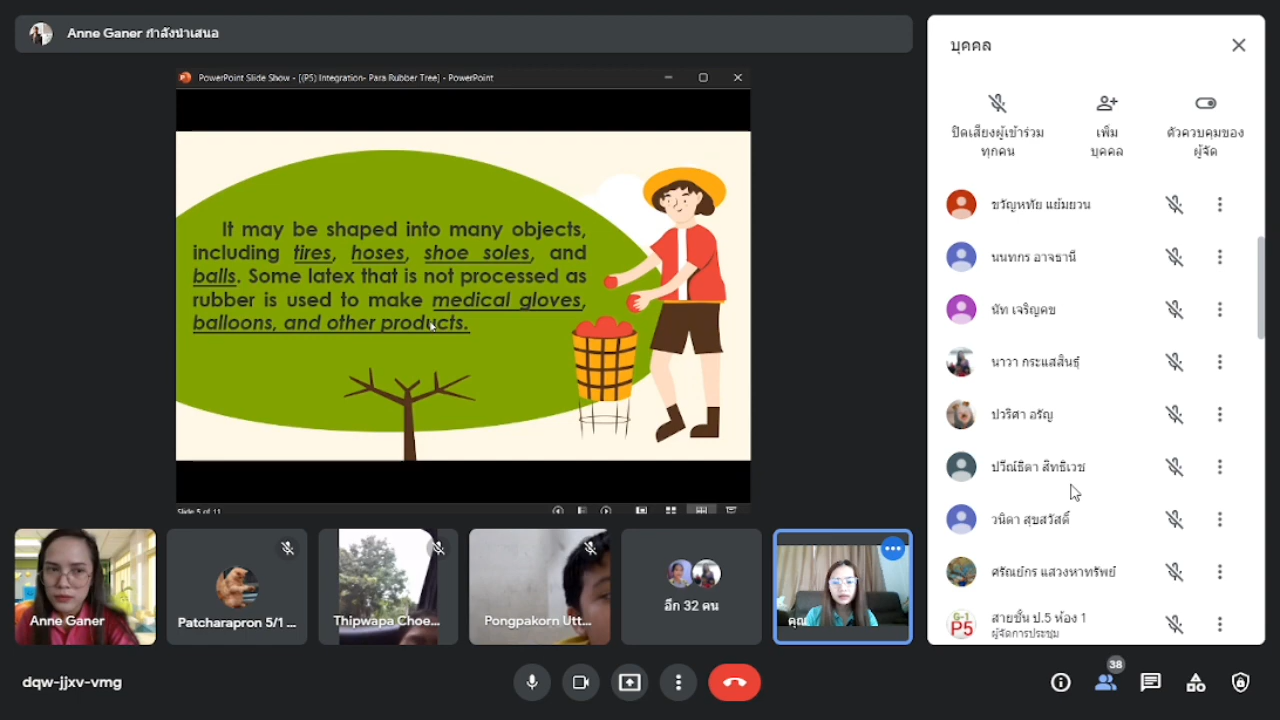 Anne Ganer กำลังนำเสนอ
PowerPoint Slide Show - [(P5) Integration- Para Rubber Tree] - PowerPoint
It may be shaped into many objects,
including tires, hoses, shoe soles, and
balls. Some latex that is not processed as
rubber is used to make medical gloves,
balloons, and other products.
Slide 5 of 11
Anne Ganer
Patcharapron 5/1 ...
Thipwapa Choe...
Pongpakorn Utt...
อีก 32 คน
คุณ
dqw-jjxv-vmg
บุคคล
ปิดเสียงผู้เข้าร่วม
ทุกคน
เพิ่ม
บุคคล
ตัวควบคุมของ
ผู้จัด
ขวัญหทัย แย้มยวน
นนทกร อาจธานี
นัท เจริญคช
นาวา กระแสสินธุ์
ปวริศา อรัญ
ปวีณ์ธิดา สิทธิเวช
วนิดา สุขสวัสดิ์
ศรัณย์กร แสวงหาทรัพย์
G-1
P5
สายชั้น ป.5 ห้อง 1
ผู้จัดการประชุม
38